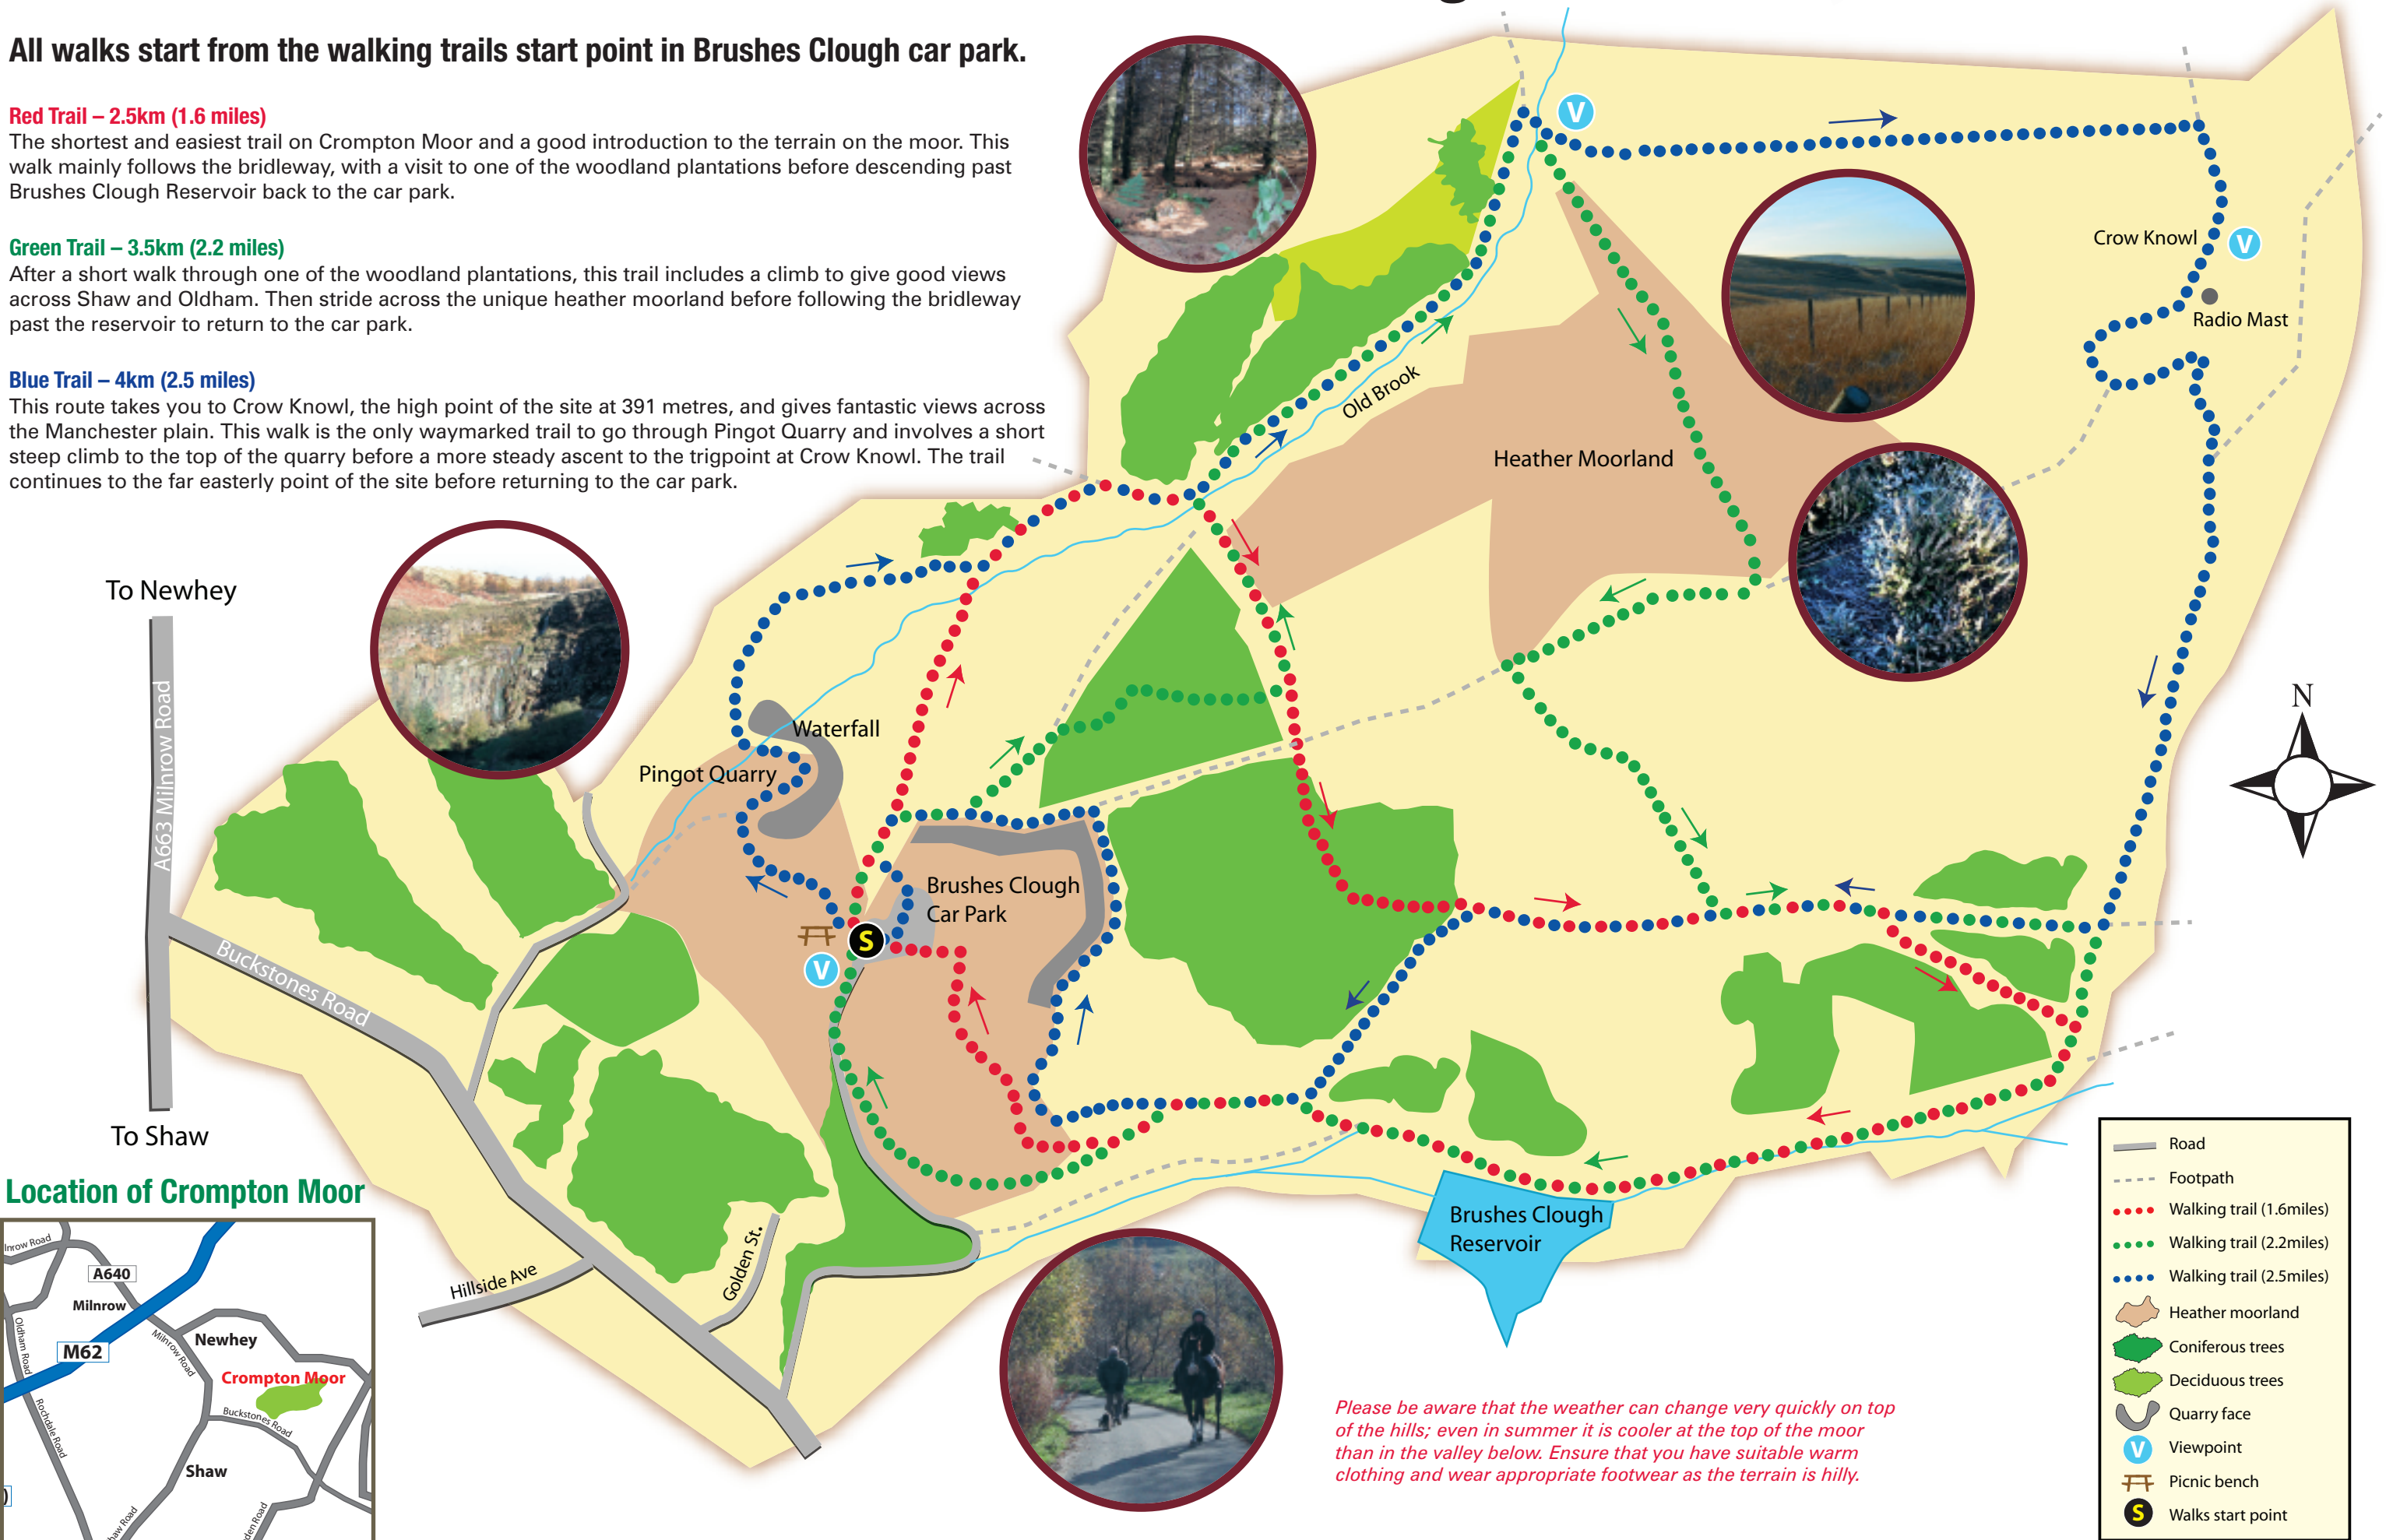 All walks start from the walking trails start point in Brushes Clough car park.
Red Trail – 2.5km (1.6 miles)
The shortest and easiest trail on Crompton Moor and a good introduction to the terrain on the moor. This
walk mainly follows the bridleway, with a visit to one of the woodland plantations before descending past
Brushes Clough Reservoir back to the car park.
Green Trail – 3.5km (2.2 miles)
After a short walk through one of the woodland plantations, this trail includes a climb to give good views
across Shaw and Oldham. Then stride across the unique heather moorland before following the bridleway
past the reservoir to return to the car park.
Blue Trail – 4km (2.5 miles)
This route takes you to Crow Knowl, the high point of the site at 391 metres, and gives fantastic views across
the Manchester plain. This walk is the only waymarked trail to go through Pingot Quarry and involves a short
steep climb to the top of the quarry before a more steady ascent to the trigpoint at Crow Knowl. The trail
continues to the far easterly point of the site before returning to the car park.
V
Crow Knowl
V
Radio Mast
Old Brook
Heather Moorland
To Newhey
A663 Milnrow Road
To Shaw
Buckstones Road
Waterfall
Pingot Quarry
Brushes Clough
Car Park
S
V
N
Brushes Clough
Reservoir
Golden St.
Hillside Ave
Location of Crompton Moor
A640
Milnrow
Milnrow Road
Newhey
M62
Oldham Road
Crompton Moor
Buckstones Road
Rochdale Road
Shaw
Road
Footpath
Walking trail (1.6miles)
Walking trail (2.2miles)
Walking trail (2.5miles)
Heather moorland
Coniferous trees
Deciduous trees
Quarry face
V
Viewpoint
Picnic bench
S
Walks start point
Please be aware that the weather can change very quickly on top
of the hills; even in summer it is cooler at the top of the moor
than in the valley below. Ensure that you have suitable warm
clothing and wear appropriate footwear as the terrain is hilly.